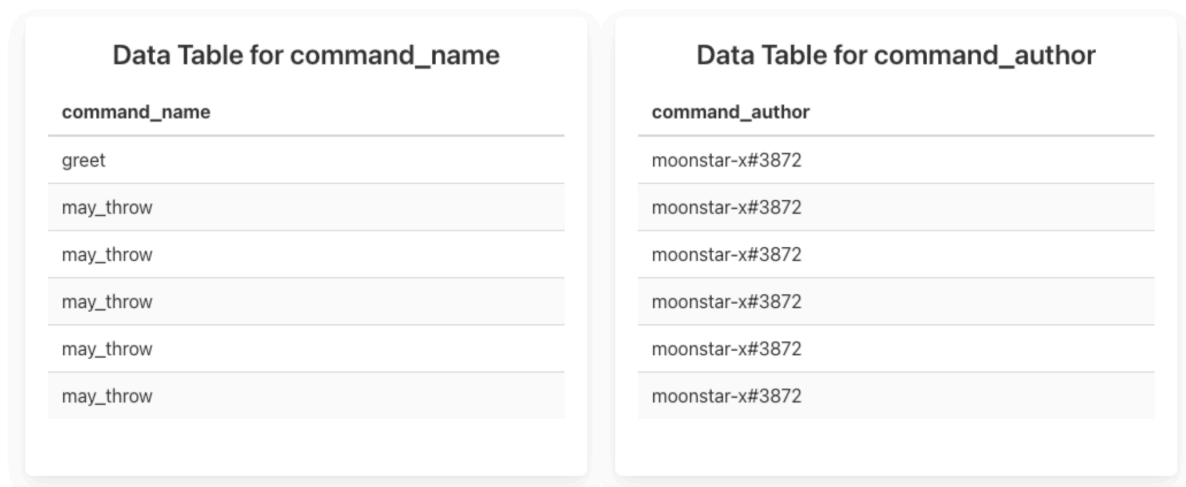 Data Table for command_name
command_name
greet
may_throw
may_throw
may_throw
may_throw
may_throw
Data Table for command_author
command_author
moonstar-x#3872
moonstar-x#3872
moonstar-x#3872
moonstar-x#3872
moonstar-x#3872
moonstar-x#3872